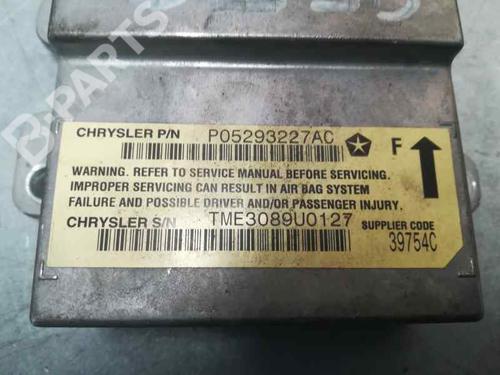 B-PARTS
CHRYSLER P/N P05293227AC F
WARNING. REFER TO SERVICE MANUAL BEFORE SERVICING.
IMPROPER SERVICING CAN RESULT IN AIR BAG SYSTEM
FAILURE AND POSSIBLE DRIVER AND/OR PASSENGER INJURY.
CHRYSLER S/N TME3089U0127 SUPPLIER CODE
39754C